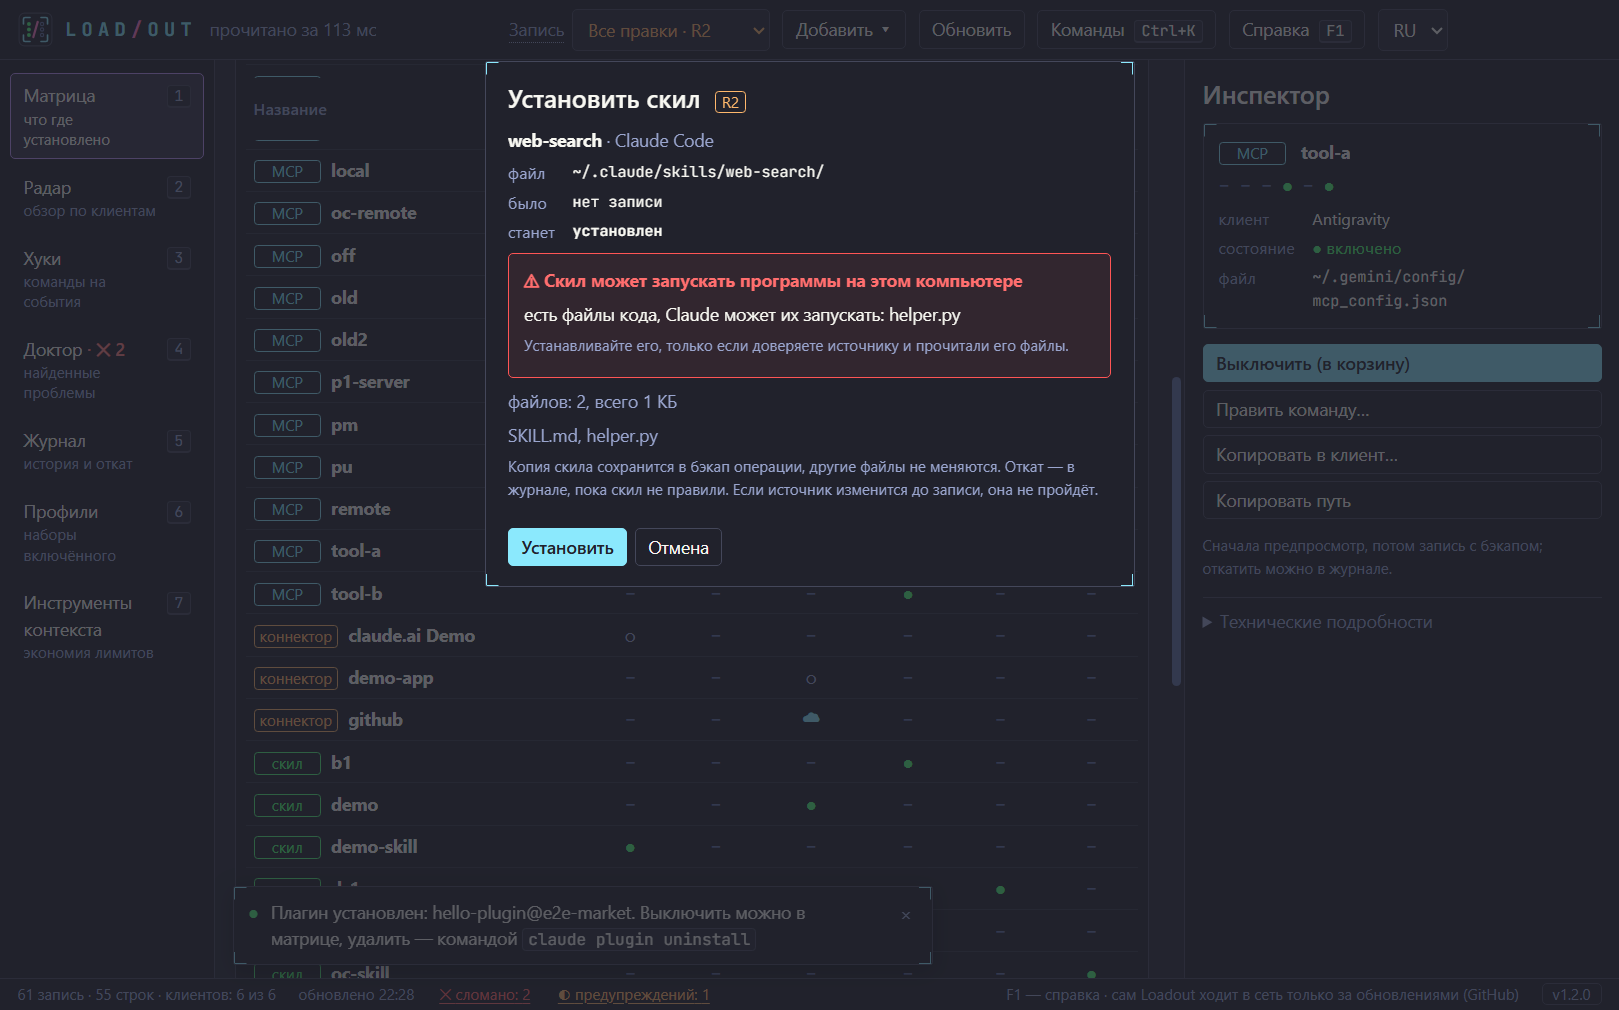 LOAD/OUT прочитано за 113 мс Запись Все правки · R2 Добавить ▾ Обновить Команды Ctrl+K Справка F1 RU
Матрица 1
что где
установлено
Радар 2
обзор по клиентам
Хуки 3
команды на
события
Доктор · ✕ 2 4
найденные
проблемы
Журнал 5
история и откат
Профили 6
наборы
включённого
Инструменты 7
контекста
экономия лимитов
Название
MCP local
MCP oc-remote
MCP off
MCP old
MCP old2
MCP p1-server
MCP pm
MCP pu
MCP remote
MCP tool-a
MCP tool-b
коннектор claude.ai Demo
коннектор demo-app
коннектор github
скил b1
скил demo
скил demo-skill
скил oc-skill
Установить скил R2
web-search · Claude Code
файл ~/.claude/skills/web-search/
было нет записи
станет установлен
⚠ Скил может запускать программы на этом компьютере
есть файлы кода, Claude может их запускать: helper.py
Устанавливайте его, только если доверяете источнику и прочитали его файлы.
файлов: 2, всего 1 КБ
SKILL.md, helper.py
Копия скила сохранится в бэкап операции, другие файлы не меняются. Откат — в
журнале, пока скил не правили. Если источник изменится до записи, она не пройдёт.
Установить Отмена
Плагин установлен: hello-plugin@e2e-market. Выключить можно в ×
матрице, удалить — командой claude plugin uninstall
Инспектор
MCP tool-a
клиент Antigravity
состояние ● включено
файл ~/.gemini/config/
mcp_config.json
Выключить (в корзину)
Править команду...
Копировать в клиент...
Копировать путь
Сначала предпросмотр, потом запись с бэкапом;
откатить можно в журнале.
▶ Технические подробности
61 запись · 55 строк · клиентов: 6 из 6 обновлено 22:28 ✕ сломано: 2 ◐ предупреждений: 1 F1 — справка · сам Loadout ходит в сеть только за обновлениями (GitHub) v1.2.0